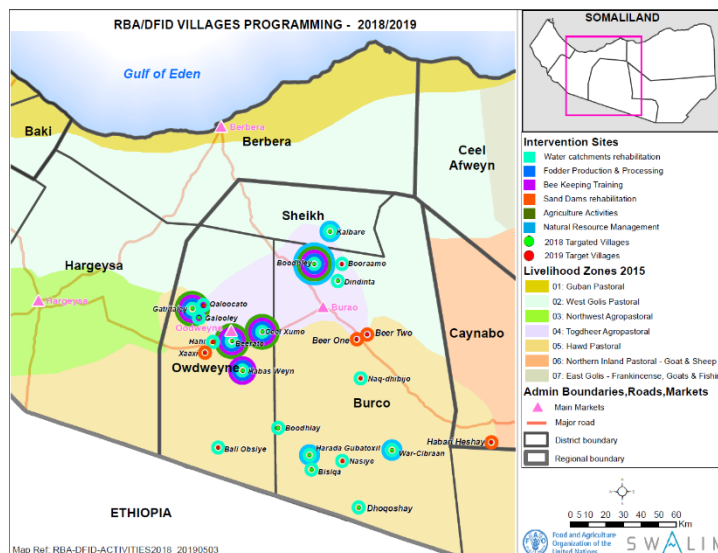 RBA/DFID VILLAGES PROGRAMMING - 2018/2019
SOMALILAND
Gulf of Eden
Baki
Berbera
Berbera
Ceel
Afweyn
Sheikh
Kalbare
Boodhley
Booraamo
Dindinta
Hargeysa
Hargeysa
Qaloocato
Galooley
Odweyne
Burao
Beer Two
Beer One
Caynabo
Xaaxi
Owdweyne
Rabas Weyn
Naq-dhibiyo
Burco
Boodhlay
Bali Obsiye
Harada Gubatoxil
War-Cibraan
Habari Heshay
Nasiye
Bisiqa
Dhoqoshay
ETHIOPIA
Map Ref: RBA-DFID-ACTIVITIES2018_20190503
Intervention Sites
Water catchments rehabilitation
Fodder Production & Processing
Bee Keeping Training
Sand Dams rehabilitation
Agriculture Activities
Natural Resource Management
2018 Targated Villages
2019 Target Villages
Livelihood Zones 2015
01: Guban Pastoral
02: West Golis Pastoral
03: Northwest Agropastoral
04: Togdheer Agropastoral
05: Hawd Pastoral
06: Northern Inland Pastoral - Goat & Sheep
07: East Golis - Frankincense, Goats & Fishin
Admin Boundaries,Roads,Markets
Main Markets
Major road
District boundary
Regional boundary
0 5 10 20 30 40 50 60
Km
Food and Agriculture
Organization of the
United Nations
SWALIM